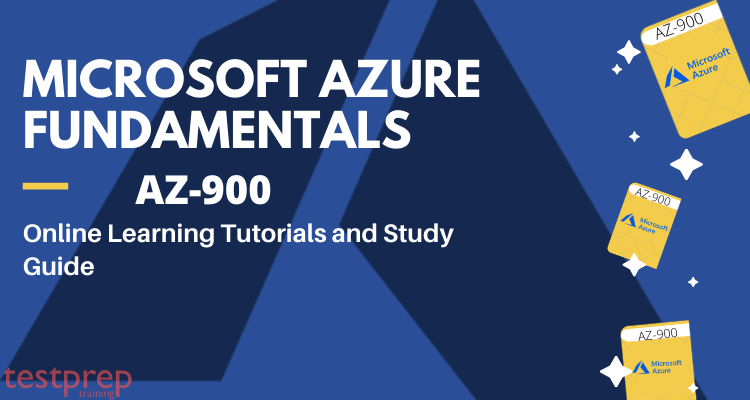 MICROSOFT AZURE
FUNDAMENTALS
AZ-900
Online Learning Tutorials and Study
Guide
testprep
training
AZ-900
Microsoft
Azure
AZ-900
Microsoft
Azure
AZ-900
Microsoft
Azure